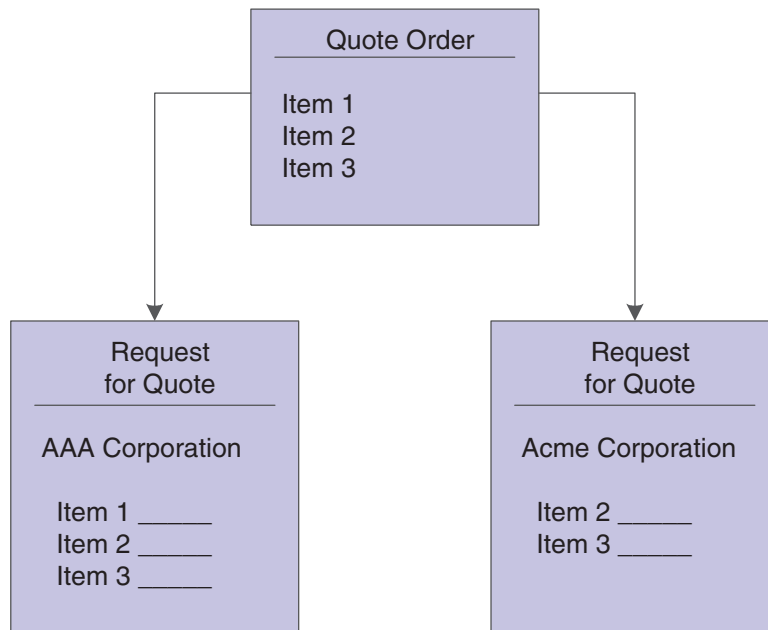 Quote Order
Item 1
Item 2
Item 3
Request
for Quote
AAA Corporation
Item 1 _____
Item 2 _____
Item 3 _____
Request
for Quote
Acme Corporation
Item 2 _____
Item 3 _____